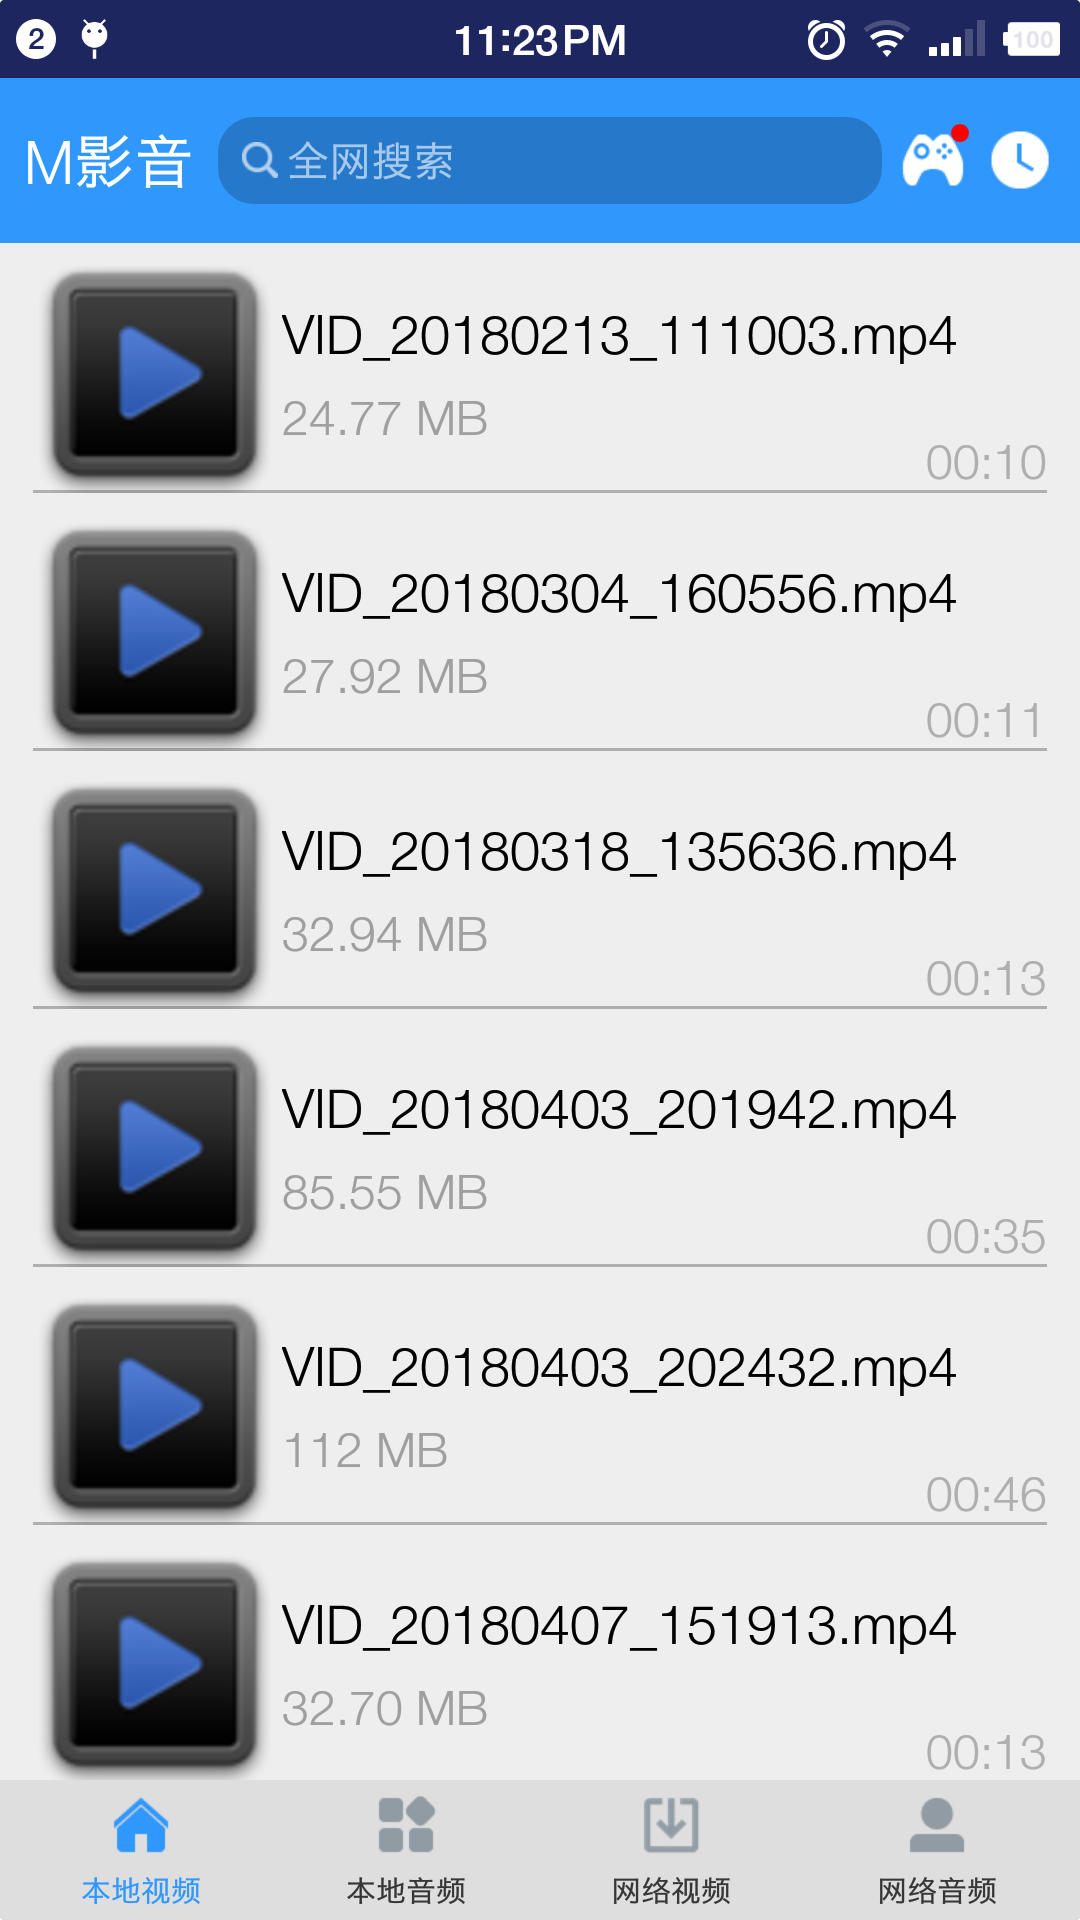 2 11:23PM 100
M影音 全网搜索
VID_20180213_111003.mp4
24.77 MB
00:10
VID_20180304_160556.mp4
27.92 MB
00:11
VID_20180318_135636.mp4
32.94 MB
00:13
VID_20180403_201942.mp4
85.55 MB
00:35
VID_20180403_202432.mp4
112 MB
00:46
VID_20180407_151913.mp4
32.70 MB
00:13
本地视频 本地音频 网络视频 网络音频